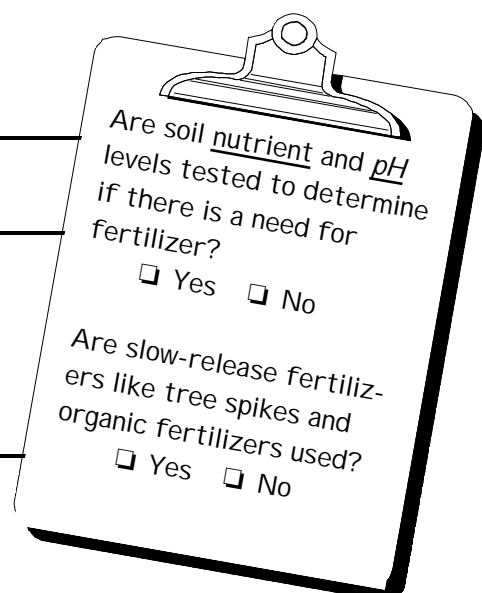 Are soil nutrient and pH
levels tested to determine
if there is a need for
fertilizer?
❏ Yes ❏ No
Are slow-release fertiliz-
ers like tree spikes and
organic fertilizers used?
❏ Yes ❏ No